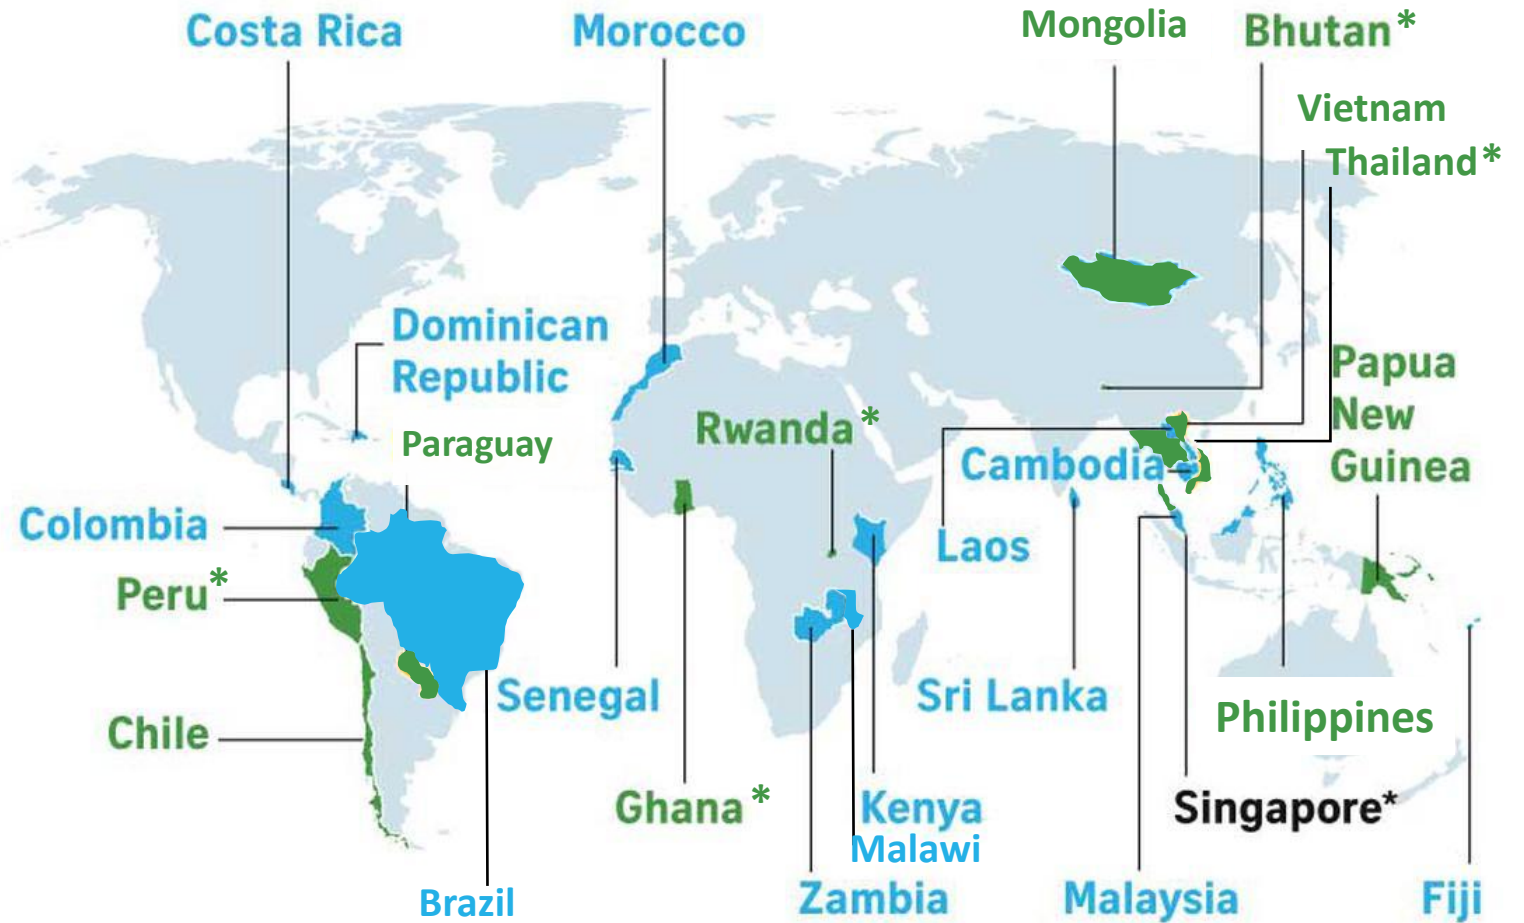 Costa Rica
Morocco
Mongolia
Bhutan*
Vietnam
Thailand*
Dominican
Republic
Papua
New
Guinea
Paraguay
Rwanda*
Cambodia
Colombia
Laos
Peru*
Senegal
Sri Lanka
Philippines
Chile
Ghana*
Kenya
Singapore*
Malawi
Brazil
Zambia
Malaysia
Fiji